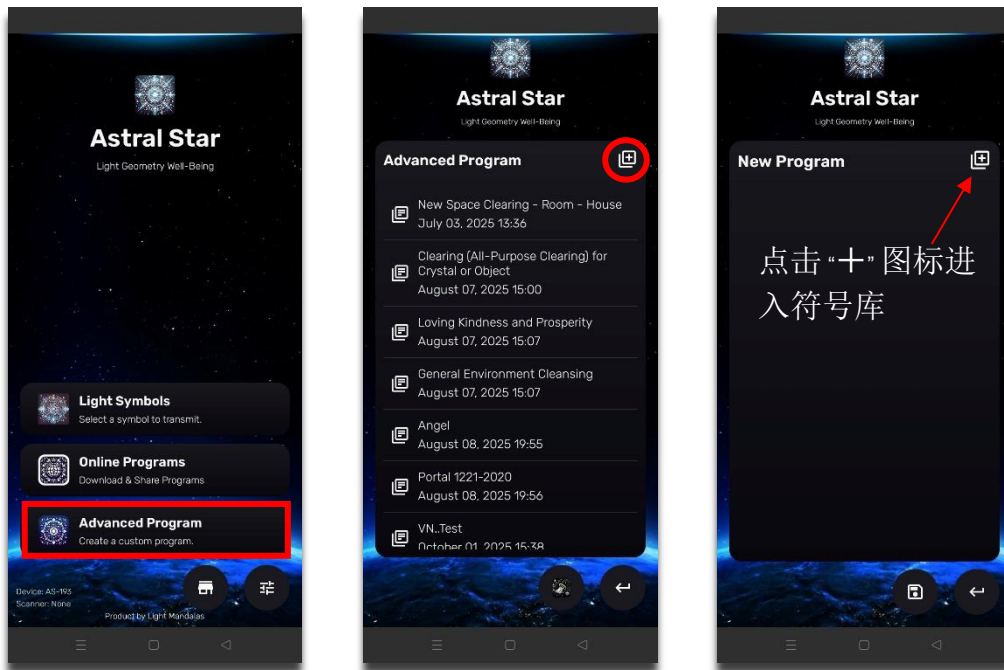 Astral Star
Light Geometry Well-Being
Light Symbols
Select a symbol to transmit.
Online Programs
Download & Share Programs
Advanced Program
Create a custom program.
Device: AS-193
Scanner: None
Product by Light Mandalas
Astral Star
Light Geometry Well-Being
Advanced Program
New Space Clearing - Room - House
July 03, 2025 13:36
Clearing (All-Purpose Clearing) for
Crystal or Object
August 07, 2025 15:00
Loving Kindness and Prosperity
August 07, 2025 15:07
General Environment Cleansing
August 07, 2025 15:07
Angel
August 08, 2025 19:55
Portal 1221-2020
August 08, 2025 19:56
VN..Test
October 01, 2025 15:38
Astral Star
Light Geometry Well-Being
New Program
点击“十”图标进
入符号库